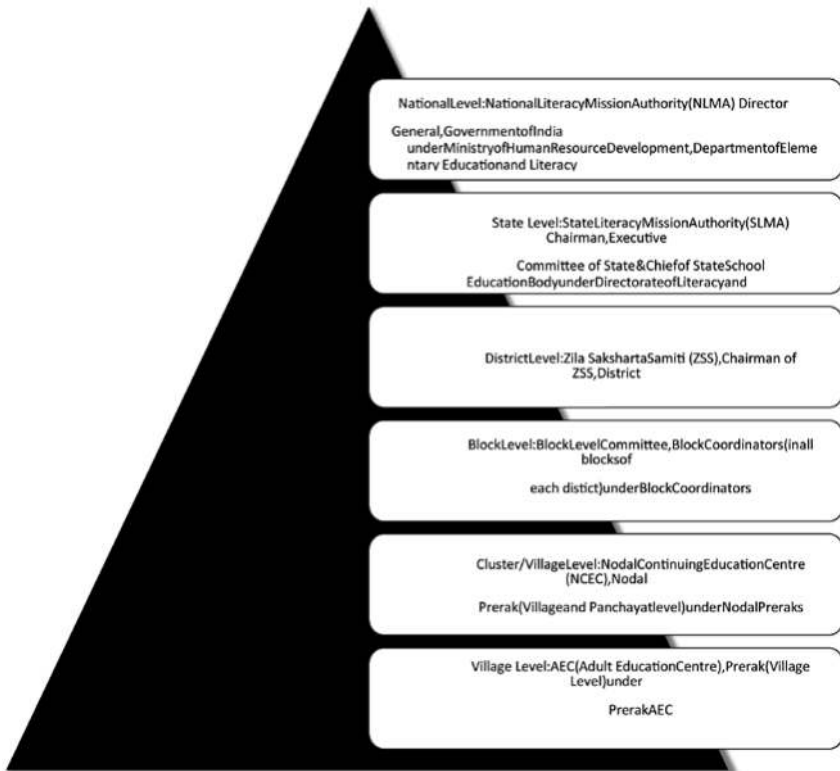 NationalLevel:NationalLiteracyMissionAuthority(NLMA) Director
General,GovernmentofIndia
underMinistryofHumanResourceDevelopment,DepartmentofEleme
ntary Educationand Literacy
State Level:StateLiteracyMissionAuthority(SLMA)
Chairman,Executive
Committee of State&Chiefof StateSchool
EducationBodyunderDirectorateofLiteracyand
DistrictLevel:Zila SakshartaSamiti (ZSS),Chairman of
ZSS,District
BlockLevel:BlockLevelCommittee,BlockCoordinators(inall
blocksof
each distict)underBlockCoordinators
Cluster/VillageLevel:NodalContinuingEducationCentre
(NCEC),Nodal
Prerak(Villageand Panchayatlevel)underNodalPreraks
Village Level:AEC(Adult EducationCentre),Prerak(Village
Level)under
PrerakAEC